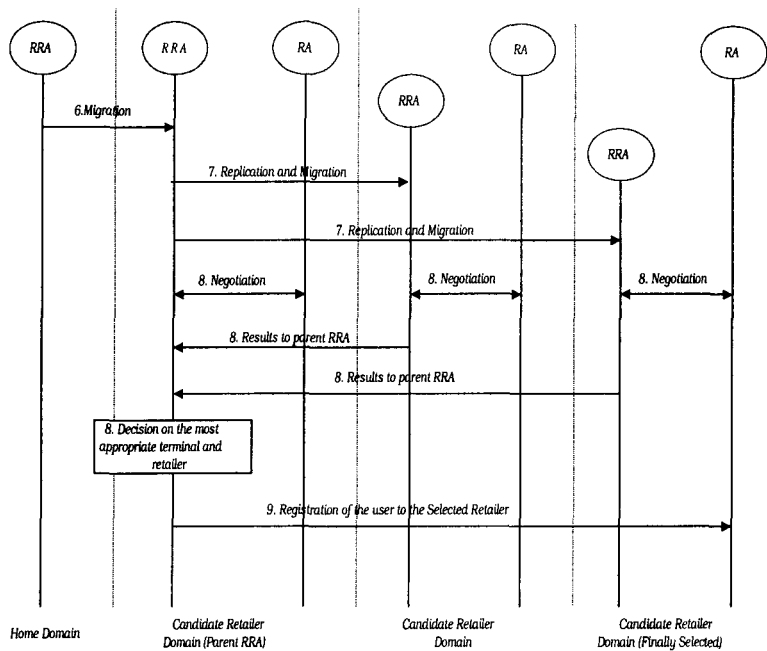 RRA
R R A
RA
RRA
RA
RRA
RA
6.Migration
7. Replication and Migration
7. Replication and Migration
8. Negotiation
8. Negotiation
8. Negotiation
8. Results to parent RRA
8. Results to parent RRA
8. Decision on the most
appropriate terminal and
retailer
9. Registration of the user to the Selected Retailer
Home Domain
Candidate Retailer
Domain (Parent RRA)
Candidate Retailer
Domain
Candidate Retailer
Domain (Finally Selected)